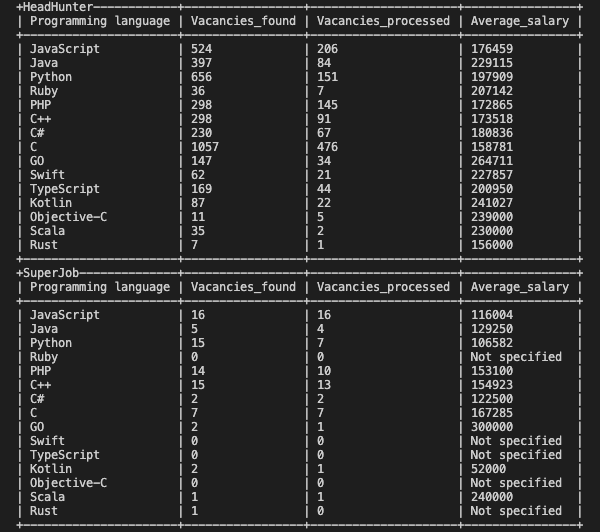 HeadHunter
Programming language | Vacancies_found | Vacancies_processed | Average_salary
JavaScript | 524 | 206 | 176459
Java | 397 | 84 | 229115
Python | 656 | 151 | 197909
Ruby | 36 | 7 | 207142
PHP | 298 | 145 | 172865
C++ | 298 | 91 | 173518
C# | 230 | 67 | 180836
C | 1057 | 476 | 158781
GO | 147 | 34 | 264711
Swift | 62 | 21 | 227857
TypeScript | 169 | 44 | 200950
Kotlin | 87 | 22 | 241027
Objective-C | 11 | 5 | 239000
Scala | 35 | 2 | 230000
Rust | 7 | 1 | 156000
SuperJob
Programming language | Vacancies_found | Vacancies_processed | Average_salary
JavaScript | 16 | 16 | 116004
Java | 5 | 4 | 129250
Python | 15 | 7 | 106582
Ruby | 0 | 0 | Not specified
PHP | 14 | 10 | 153100
C++ | 15 | 13 | 154923
C# | 2 | 2 | 122500
C | 7 | 7 | 167285
GO | 2 | 1 | 300000
Swift | 0 | 0 | Not specified
TypeScript | 0 | 0 | Not specified
Kotlin | 2 | 1 | 52000
Objective-C | 0 | 0 | Not specified
Scala | 1 | 1 | 240000
Rust | 1 | 0 | Not specified